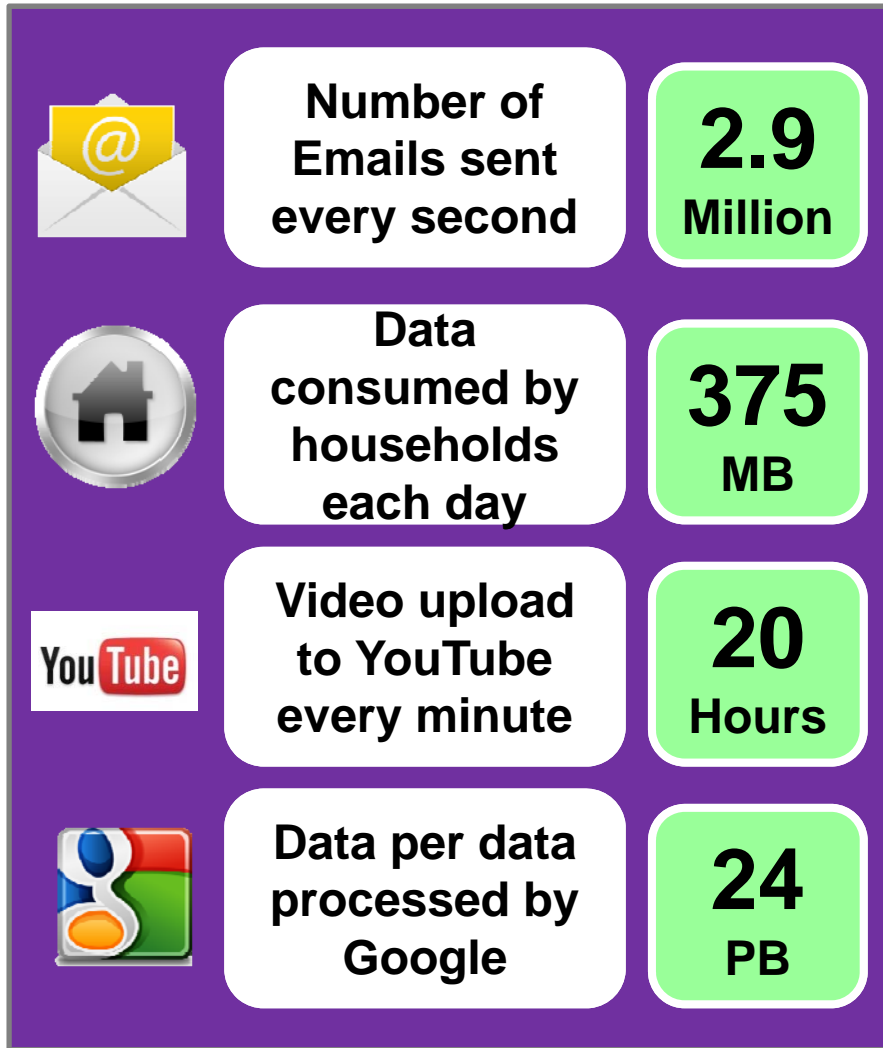 @
Number of
Emails sent
every second
2.9
Million
Data
consumed by
households
each day
375
MB
YouTube
Video upload
to YouTube
every minute
20
Hours
g
Data per data
processed by
Google
24
PB